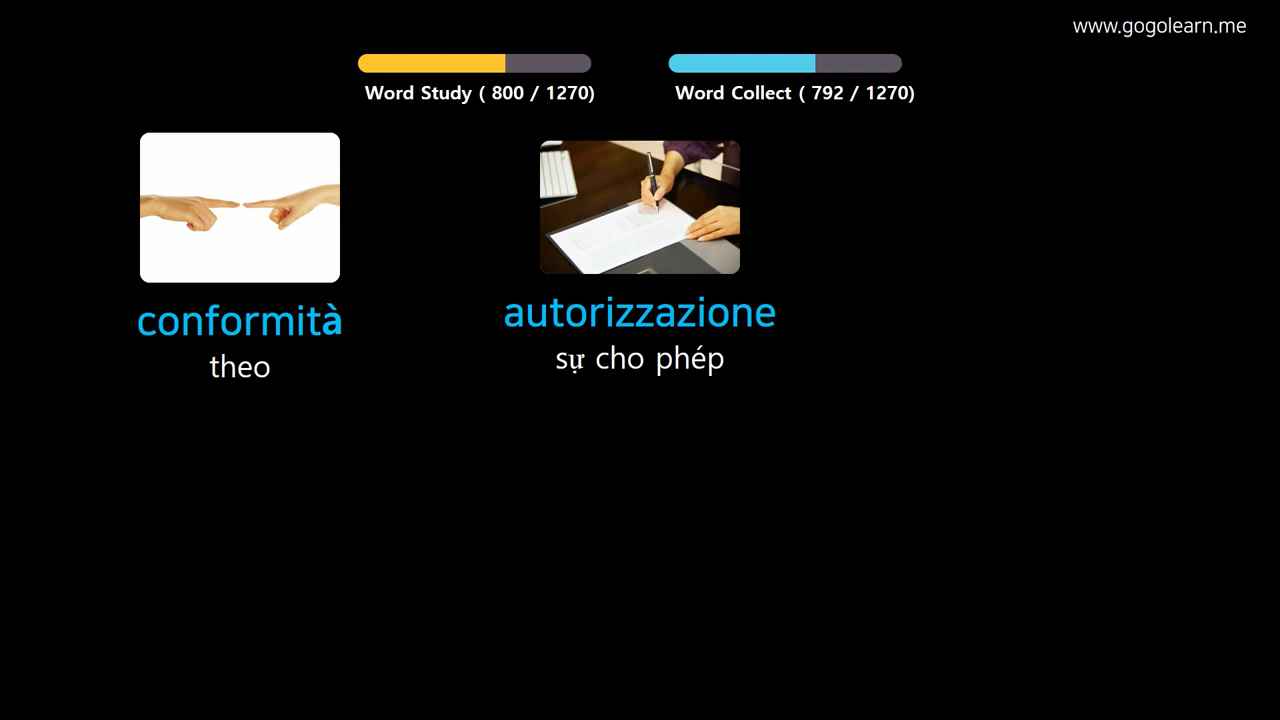 www.gogolearn.me
Word Study ( 800 / 1270)
Word Collect ( 792 / 1270)
conformità
theo
autorizzazione
sự cho phép